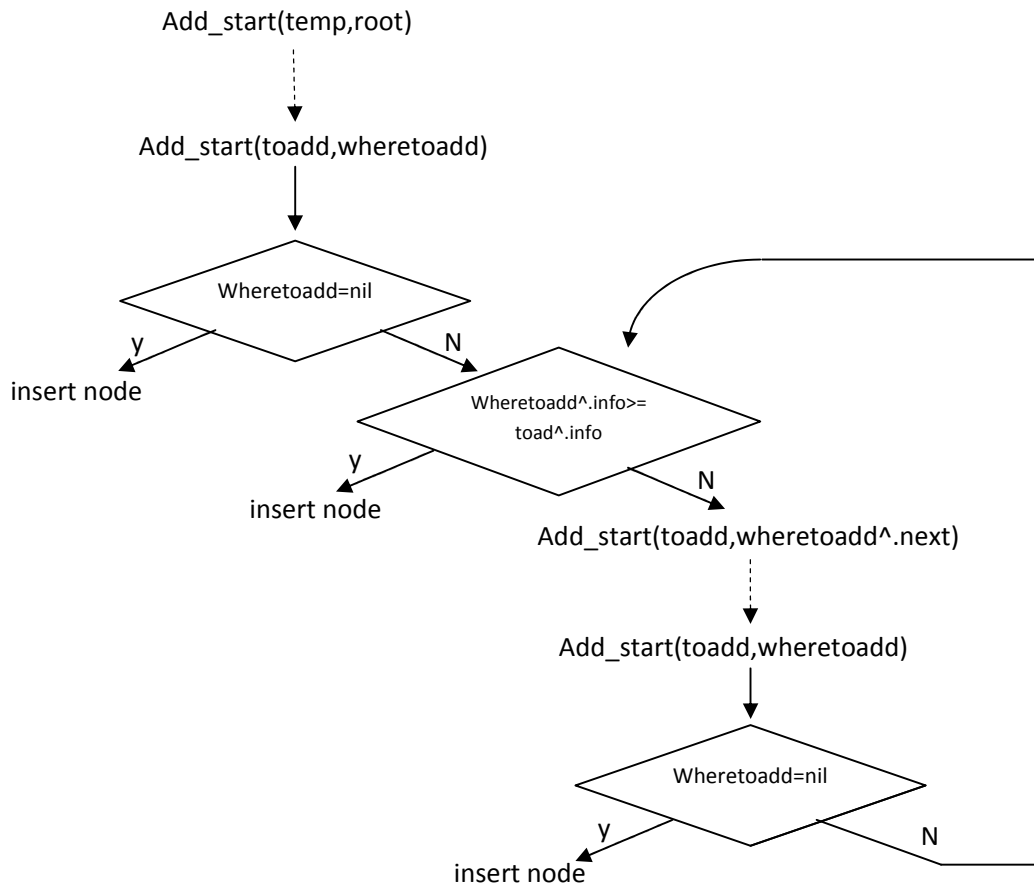 Add_start(temp,root)
Add_start(toadd,wheretoadd)
Wheretoadd=nil
y
N
insert node
Wheretoadd^.info>=
toad^.info
y
N
insert node
Add_start(toadd,wheretoadd^.next)
Add_start(toadd,wheretoadd)
Wheretoadd=nil
y
N
insert node